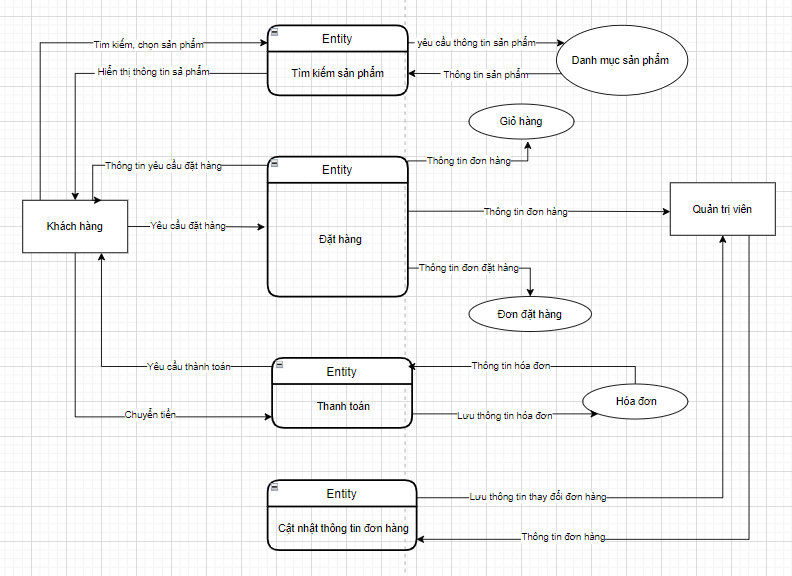 Entity
Tìm kiếm, chọn sản phẩm
yêu cầu thông tin sản phẩm
Danh mục sản phẩm
Hiển thị thông tin sả phẩm
Tìm kiếm sản phẩm
Thông tin sản phẩm
Giỏ hàng
Thông tin yêu cầu đặt hàng
Entity
Thông tin đơn hàng
Khách hàng
Yêu cầu đặt hàng
Đặt hàng
Thông tin đơn hàng
Quản trị viên
Thông tin đơn đặt hàng
Đơn đặt hàng
Yêu cầu thành toán
Entity
Thông tin hóa đơn
Chuyển tiền
Thanh toán
Lưu thông tin hóa đơn
Hóa đơn
Entity
Lưu thông tin thay đổi đơn hàng
Cật nhật thông tin đơn hàng
Thông tin đơn hàng